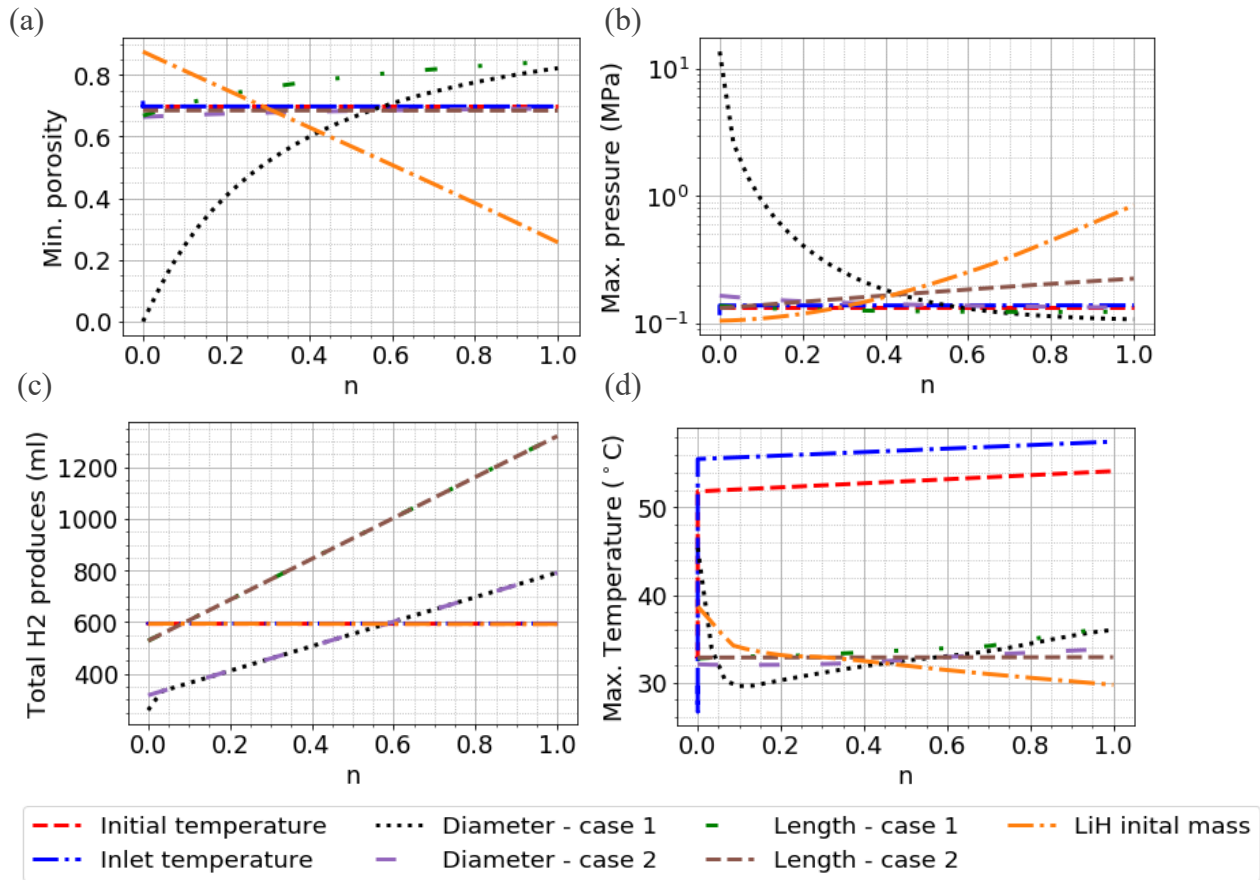 (a)
(b)
Min. porosity
0.8
0.6
0.4
0.2
0.0
0.0 0.2 0.4 0.6 0.8 1.0
n
Max. pressure (MPa)
10^1
10^0
10^-1
0.0 0.2 0.4 0.6 0.8 1.0
n
(c)
(d)
Total H2 produces (ml)
1200
1000
800
600
400
0.0 0.2 0.4 0.6 0.8 1.0
n
Max. Temperature (°C)
50
40
30
0.0 0.2 0.4 0.6 0.8 1.0
n
Initial temperature
Inlet temperature
Diameter - case 1
Diameter - case 2
Length - case 1
Length - case 2
LiH inital mass